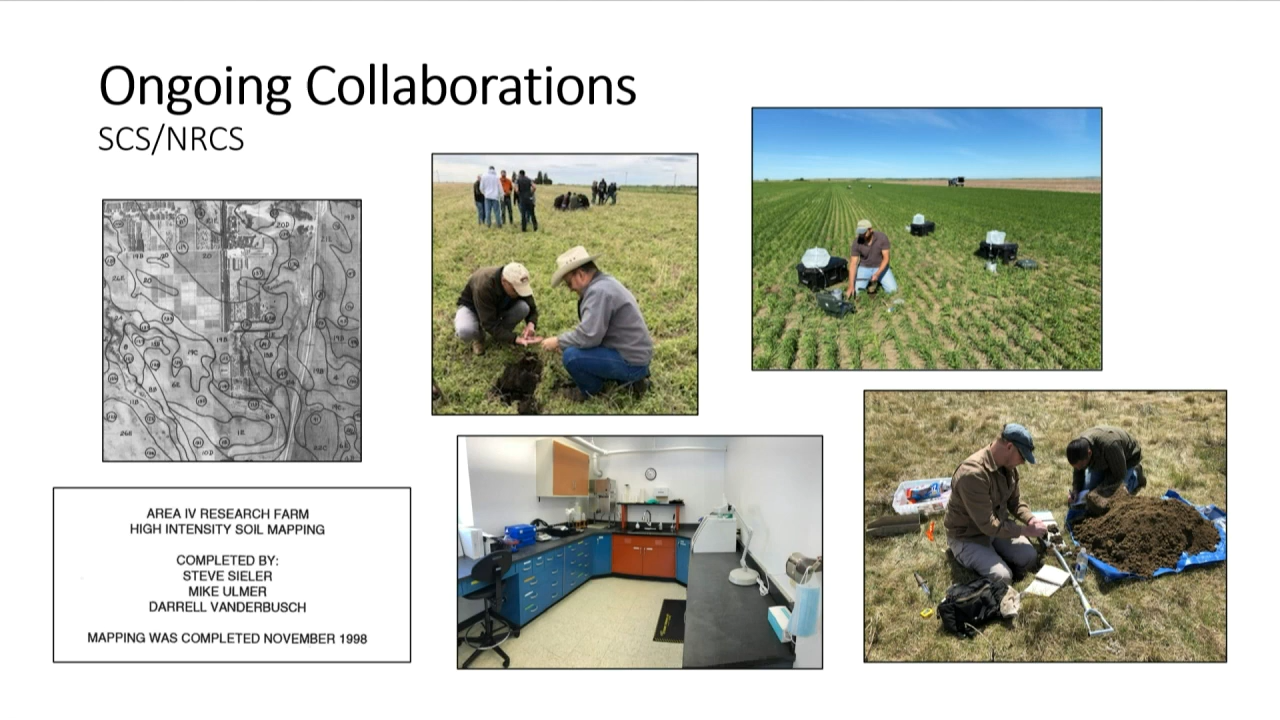 Ongoing Collaborations
SCS/NRCS
AREA IV RESEARCH FARM
HIGH INTENSITY SOIL MAPPING
COMPLETED BY:
STEVE SIELER
MIKE ULMER
DARRELL VANDERBUSCH
MAPPING WAS COMPLETED NOVEMBER 1998